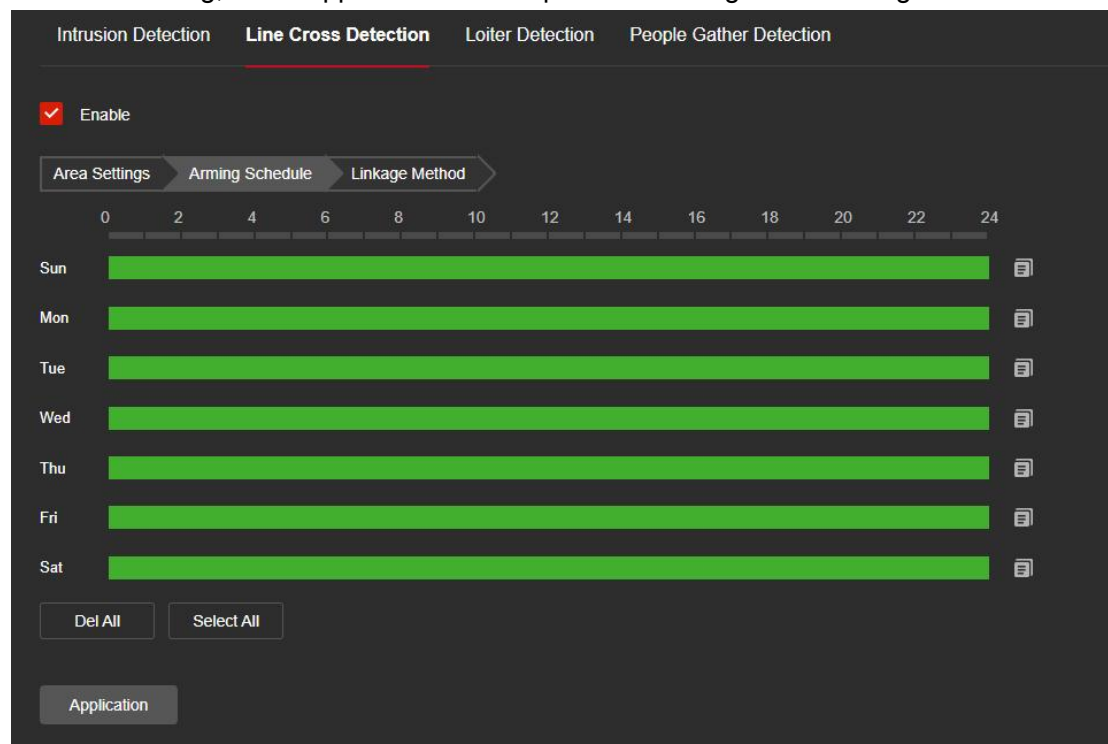 Intrusion Detection Line Cross Detection Loiter Detection People Gather Detection
Enable
Area Settings Arming Schedule Linkage Method
0 2 4 6 8 10 12 14 16 18 20 22 24
Sun
Mon
Tue
Wed
Thu
Fri
Sat
Del All Select All
Application